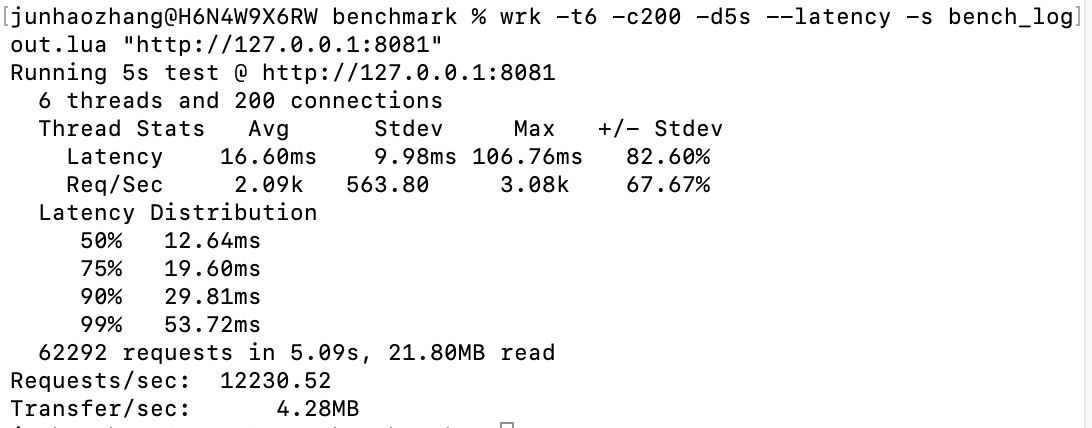 [junhaozhang@H6N4W9X6RW benchmark % wrk -t6 -c200 -d5s --latency -s bench_log]
out.lua "http://127.0.0.1:8081"
Running 5s test @ http://127.0.0.1:8081
  6 threads and 200 connections
  Thread Stats   Avg      Stdev     Max   +/- Stdev
    Latency    16.60ms    9.98ms 106.76ms   82.60%
    Req/Sec     2.09k   563.80     3.08k    67.67%
  Latency Distribution
     50%   12.64ms
     75%   19.60ms
     90%   29.81ms
     99%   53.72ms
  62292 requests in 5.09s, 21.80MB read
Requests/sec:  12230.52
Transfer/sec:      4.28MB